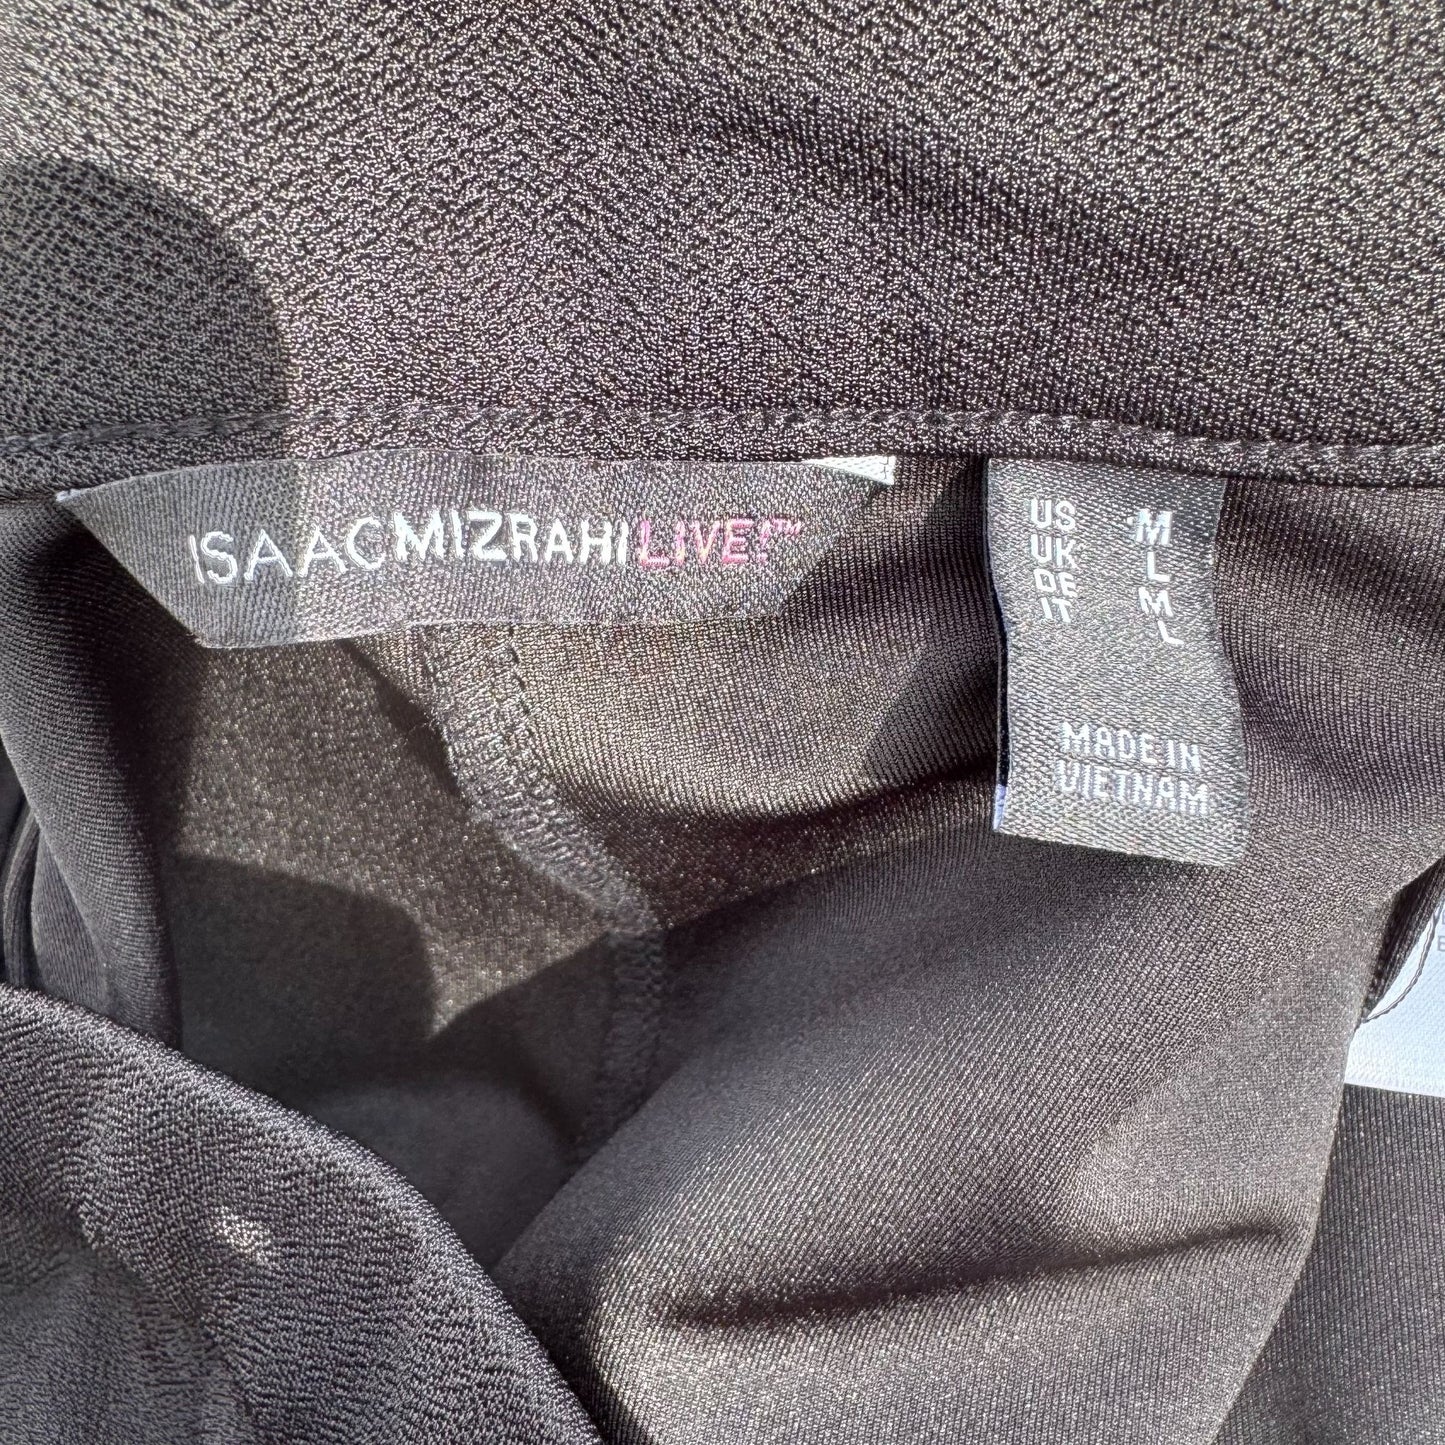 ISAACMIZRAHILIVE!™
US M
UK L
DE M
IT L
MADE IN
VIETNAM